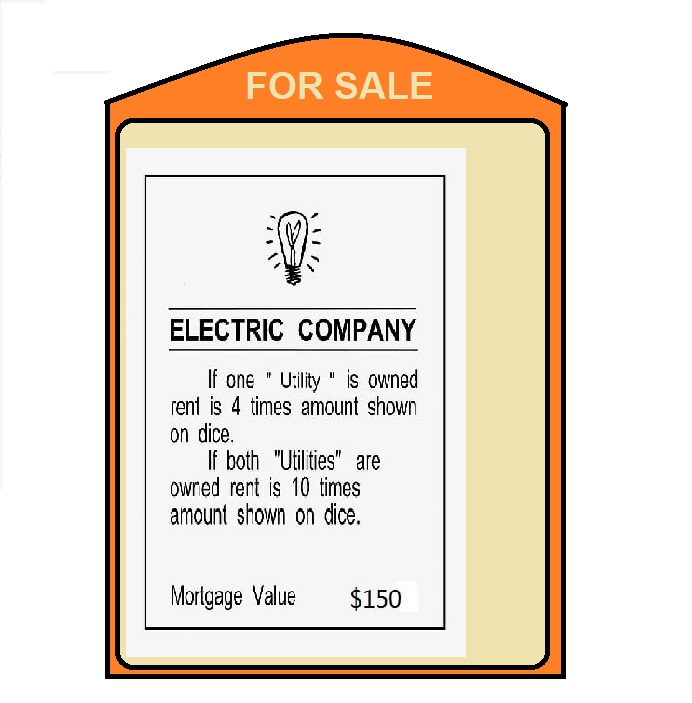 FOR SALE
ELECTRIC COMPANY
If one " Utility " is owned
rent is 4 times amount shown
on dice.
If both "Utilities" are
owned rent is 10 times
amount shown on dice.
Mortgage Value $150